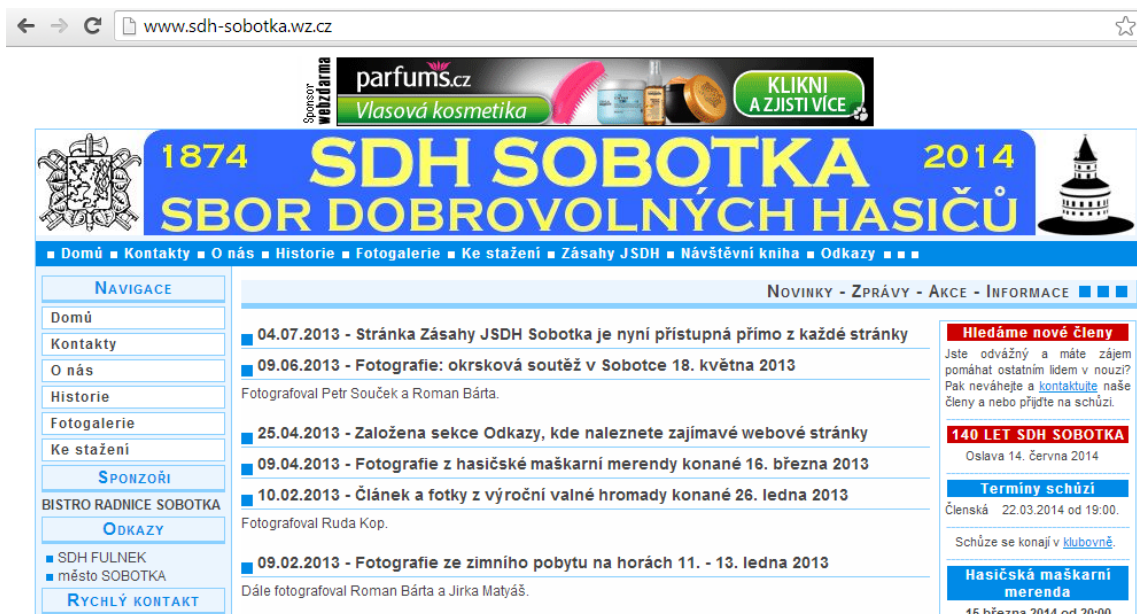 www.sdh-sobotka.wz.cz
Sponsor
webzdarma
parfums.cz
Vlasová kosmetika
KLIKNI
A ZJISTI VÍCE
1874 SDH SOBOTKA 2014
SBOR DOBROVOLNÝCH HASIČŮ
Domů Kontakty O nás Historie Fotogalerie Ke stažení Zásahy JSDH Návštěvní kniha Odkazy
NAVIGACE
Domů
Kontakty
O nás
Historie
Fotogalerie
Ke stažení
SPONZOŘI
BISTRO RADNICE SOBOTKA
ODKAZY
SDH FULNEK
město SOBOTKA
RYCHLÝ KONTAKT
NOVINKY - ZPRÁVY - AKCE - INFORMACE
04.07.2013 - Stránka Zásahy JSDH Sobotka je nyní přístupná přímo z každé stránky
09.06.2013 - Fotografie: okrsková soutěž v Sobotce 18. května 2013
Fotografoval Petr Souček a Roman Bárta.
25.04.2013 - Založena sekce Odkazy, kde naleznete zajímavé webové stránky
09.04.2013 - Fotografie z hasičské maškarní merendy konané 16. března 2013
10.02.2013 - Článek a fotky z výroční valné hromady konané 26. ledna 2013
Fotografoval Ruda Kop.
09.02.2013 - Fotografie ze zimního pobytu na horách 11. - 13. ledna 2013
Dále fotografoval Roman Bárta a Jirka Matyáš.
Hledáme nové členy
Jste odvážný a máte zájem
pomáhat ostatním lidem v nouzi?
Pak neváhejte a kontaktujte naše
členy a nebo přijďte na schůzi.
140 LET SDH SOBOTKA
Oslava 14. června 2014
Termíny schůzí
Členská 22.03.2014 od 19:00.
Schůze se konají v klubovně.
Hasičská maškarní
merenda
15 března 2014 od 20:00